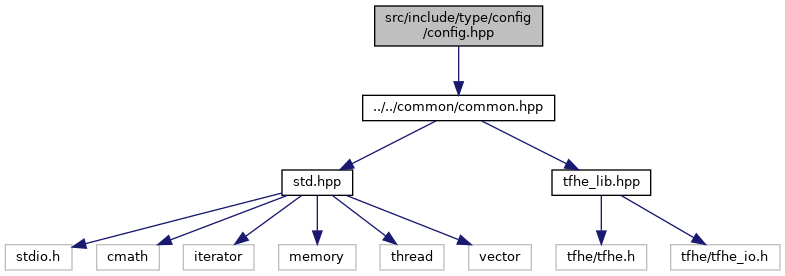 src/include/type/config
/config.hpp
../../common/common.hpp
std.hpp
tfhe_lib.hpp
stdio.h
cmath
iterator
memory
thread
vector
tfhe/tfhe.h
tfhe/tfhe_io.h